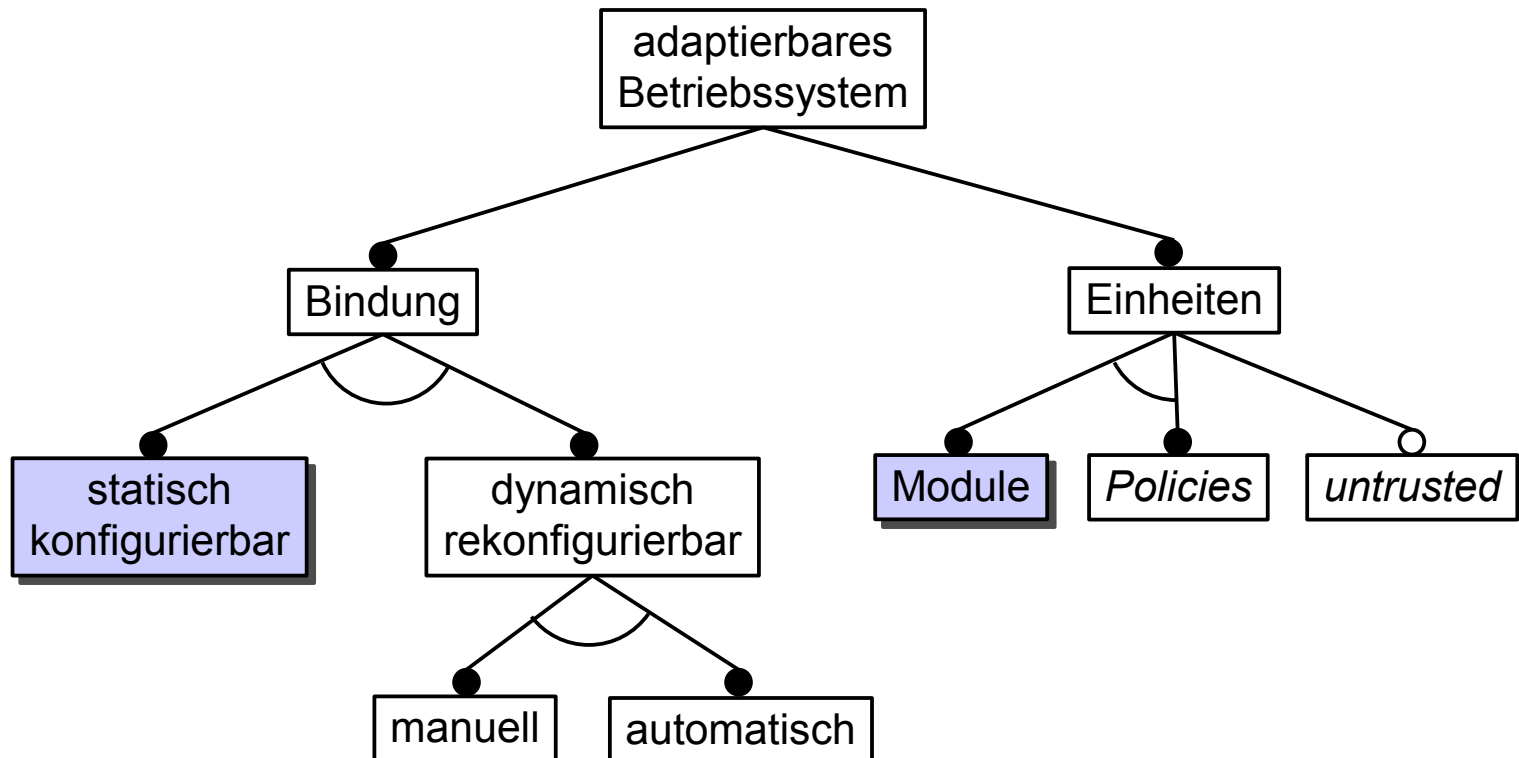 adaptierbares
Betriebssystem
Bindung
Einheiten
statisch
konfigurierbar
dynamisch
rekonfigurierbar
Module
Policies
untrusted
manuell
automatisch